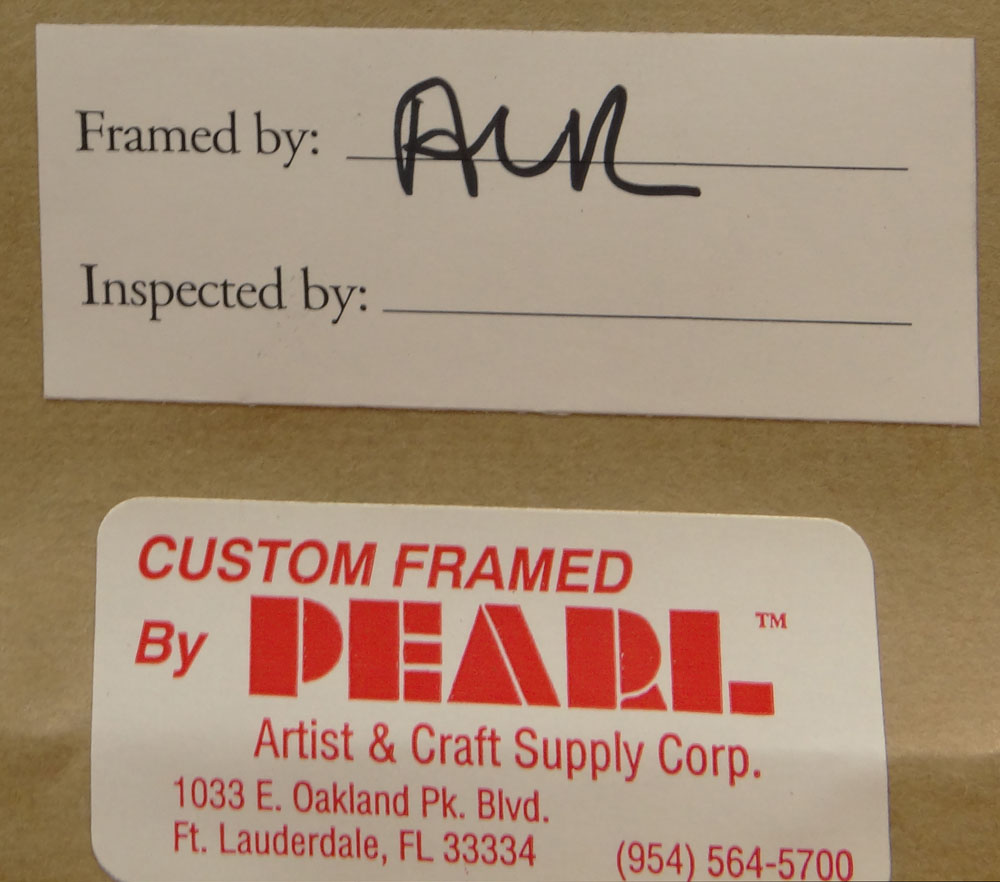 Framed by:
Inspected by:
CUSTOM FRAMED
By PEARL™
Artist & Craft Supply Corp.
1033 E. Oakland Pk. Blvd.
Ft. Lauderdale, FL 33334 (954) 564-5700